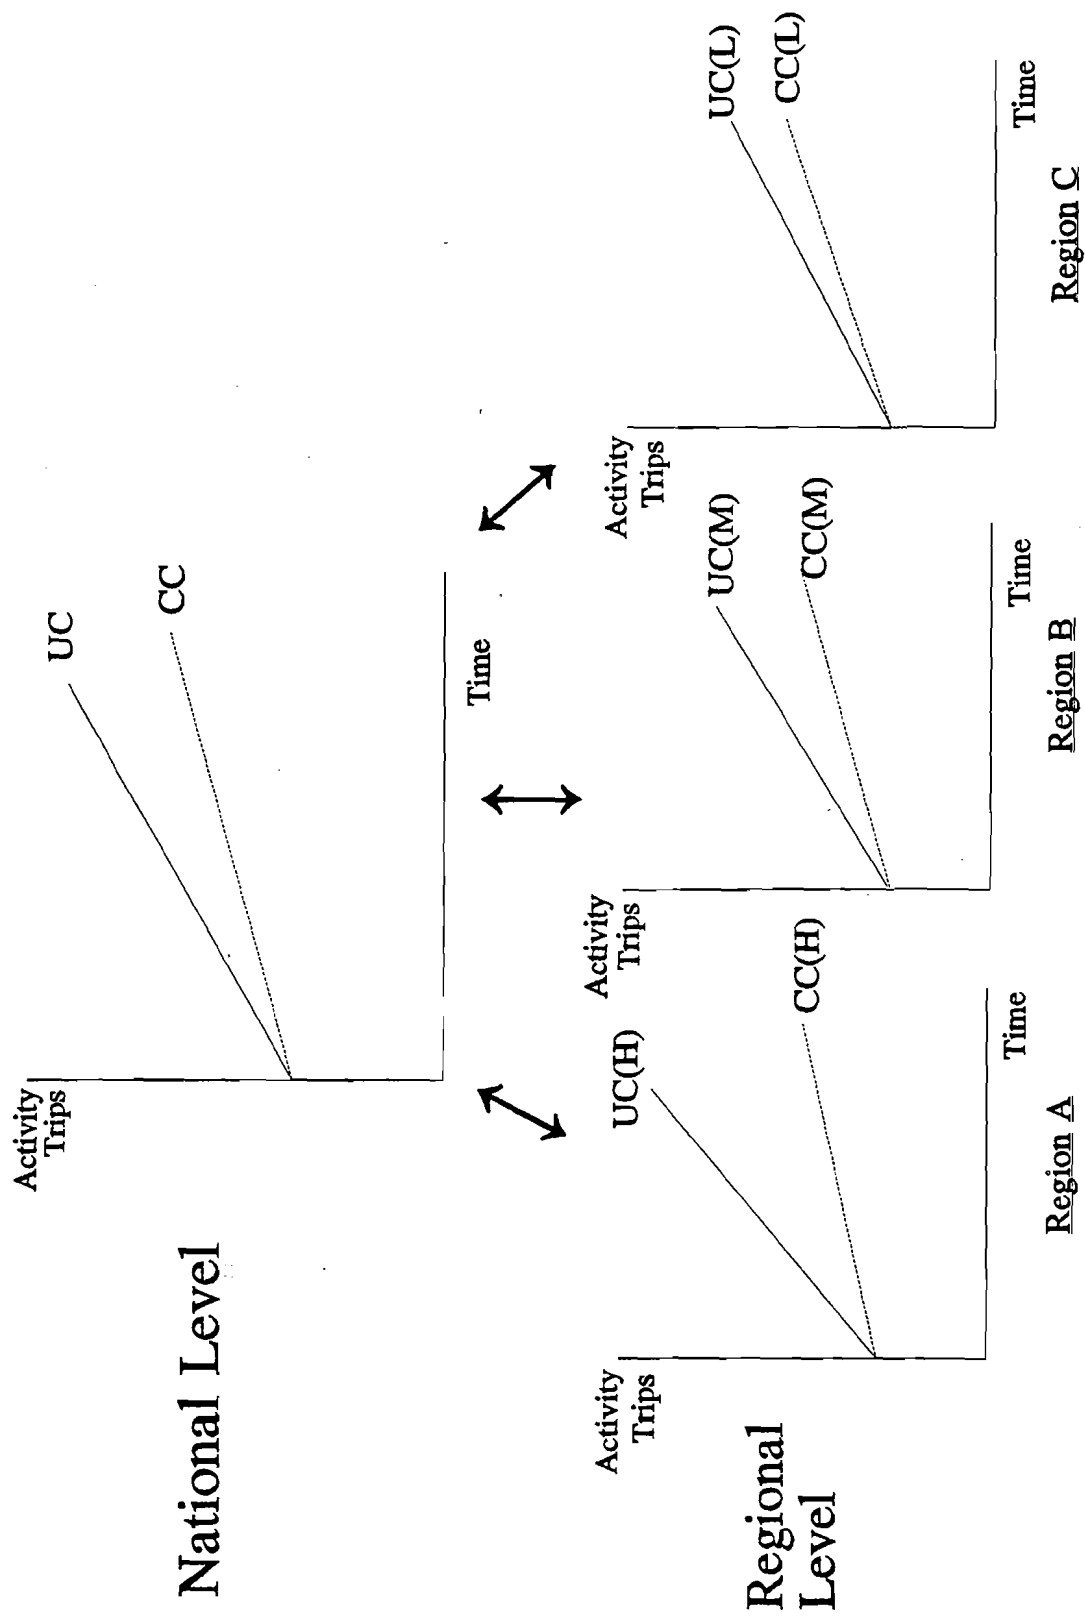 National Level
Activity
Trips
UC
CC
Time
Regional
Level
Activity
Trips
UC(H)
CC(H)
Time
Region A
Activity
Trips
UC(M)
CC(M)
Time
Region B
Activity
Trips
UC(L)
CC(L)
Time
Region C